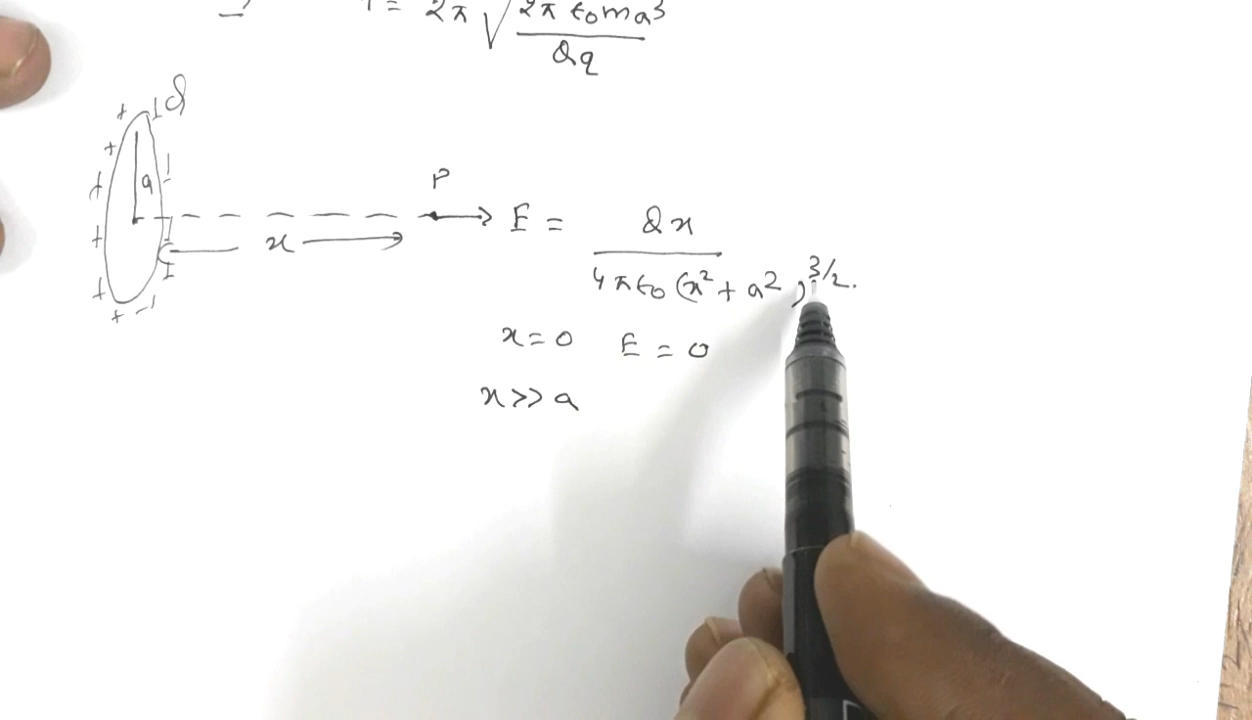 T = 2π √ 2π ε0 m a3
Qq
Q
a
P
x
E = Qx
4πε0 (x² + a²)3/2.
x = 0 E = 0
x >> a